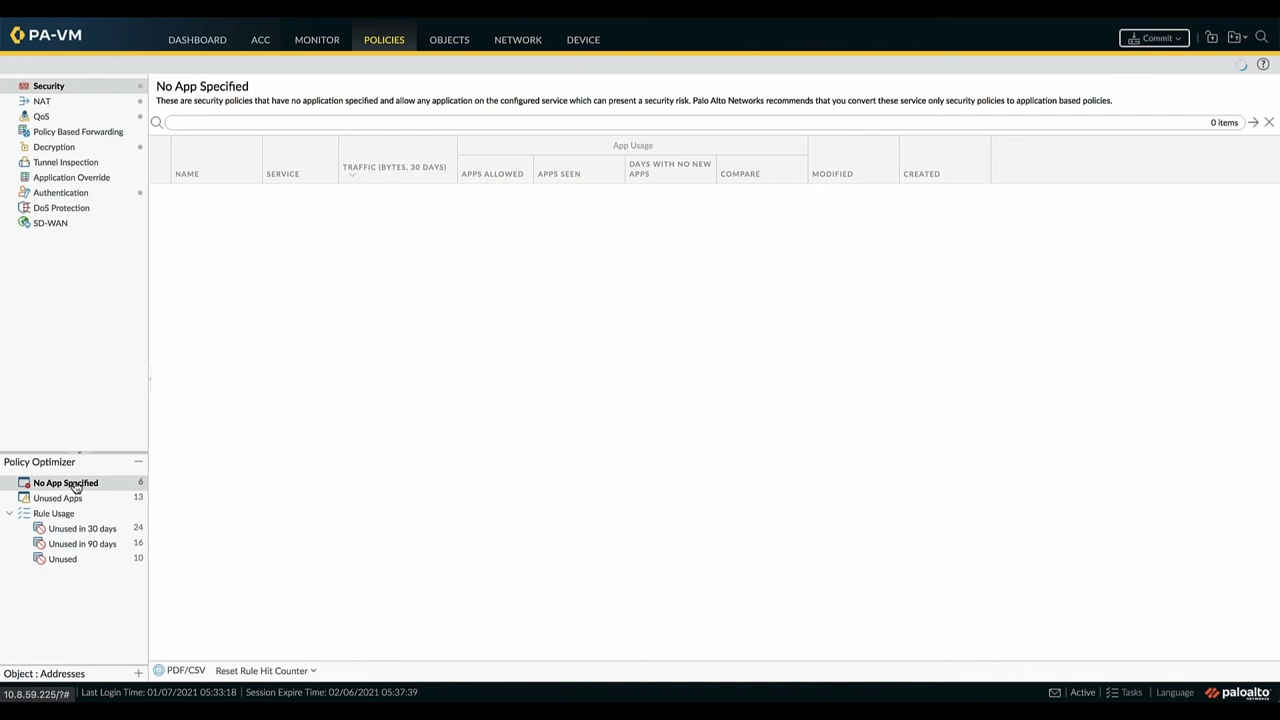 PA-VM
DASHBOARD
ACC
MONITOR
POLICIES
OBJECTS
NETWORK
DEVICE
Commit
Security
NAT
QoS
Policy Based Forwarding
Decryption
Tunnel Inspection
Application Override
Authentication
DoS Protection
SD-WAN
No App Specified
These are security policies that have no application specified and allow any application on the configured service which can present a security risk. Palo Alto Networks recommends that you convert these service only security policies to application based policies.
0 items
App Usage
NAME
SERVICE
TRAFFIC (BYTES, 30 DAYS)
APPS ALLOWED
APPS SEEN
DAYS WITH NO NEW
APPS
COMPARE
MODIFIED
CREATED
Policy Optimizer
No App Specified 6
Unused Apps 13
Rule Usage
Unused in 30 days 24
Unused in 90 days 16
Unused 10
Object : Addresses
PDF/CSV
Reset Rule Hit Counter
10.8.59.225/?#
Last Login Time: 01/07/2021 05:33:18
Session Expire Time: 02/06/2021 05:37:39
Active
Tasks
Language
paloalto
NETWORKS